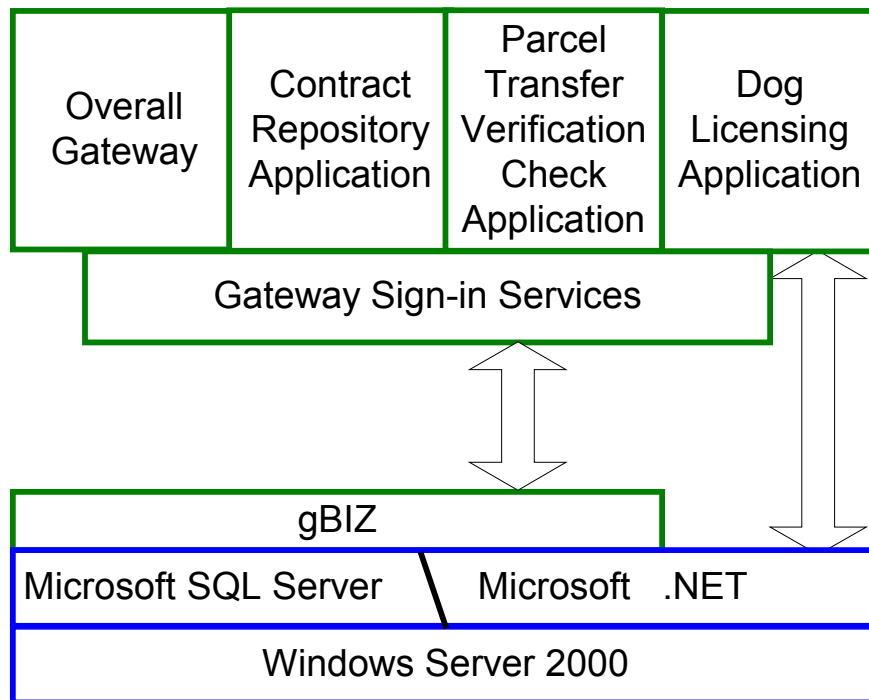 Overall
Gateway
Contract
Repository
Application
Parcel
Transfer
Verification
Check
Application
Dog
Licensing
Application
Gateway Sign-in Services
gBIZ
Microsoft SQL Server
Microsoft .NET
Windows Server 2000